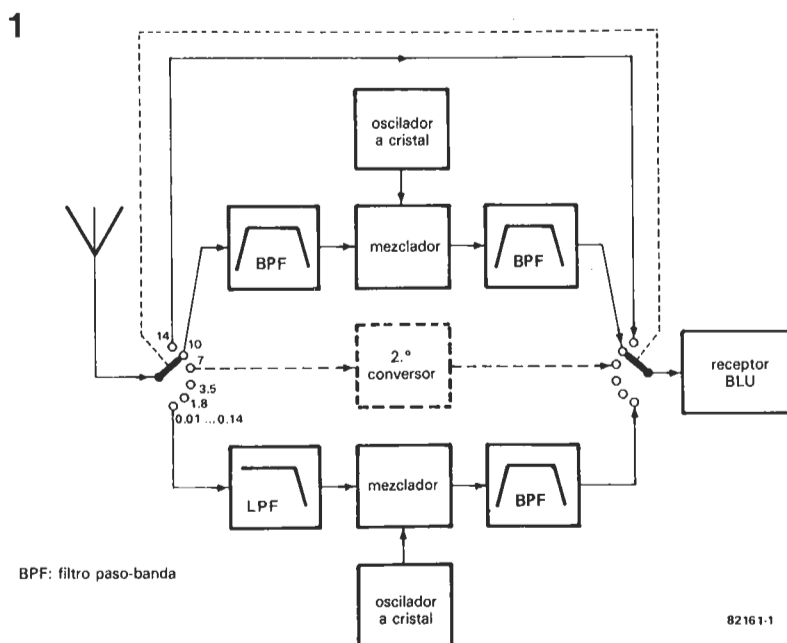 1
oscilador
a cristal
BPF
mezclador
BPF
14
10
7
3.5
1.8
0.01 ... 0.14
2.º
conversor
receptor
BLU
LPF
mezclador
BPF
oscilador
a cristal
BPF: filtro paso-banda
82161-1